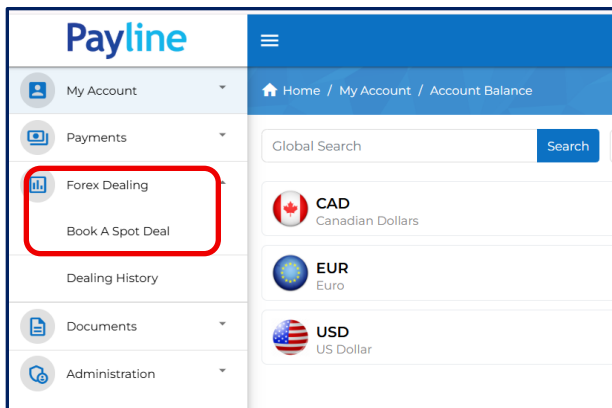 Payline
My Account
Payments
Forex Dealing
Book A Spot Deal
Dealing History
Documents
Administration
Home / My Account / Account Balance
Global Search
Search
CAD
Canadian Dollars
EUR
Euro
USD
US Dollar